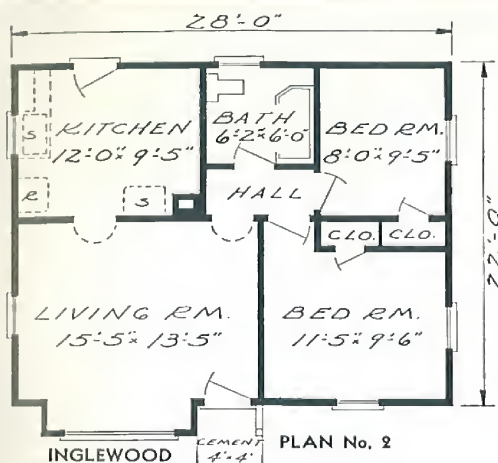 28'-0"
KITCHEN
12'-0" x 9'-5"
S
R
S
BATH
6'-2" x 6'-0"
BED RM.
8'-0" x 9'-5"
HALL
CLO.
CLO.
22'-0"
LIVING RM.
15'-5" x 13'-5"
BED RM.
11'-5" x 9'-6"
CEMENT
4' x 4'
INGLEWOOD
PLAN No. 2